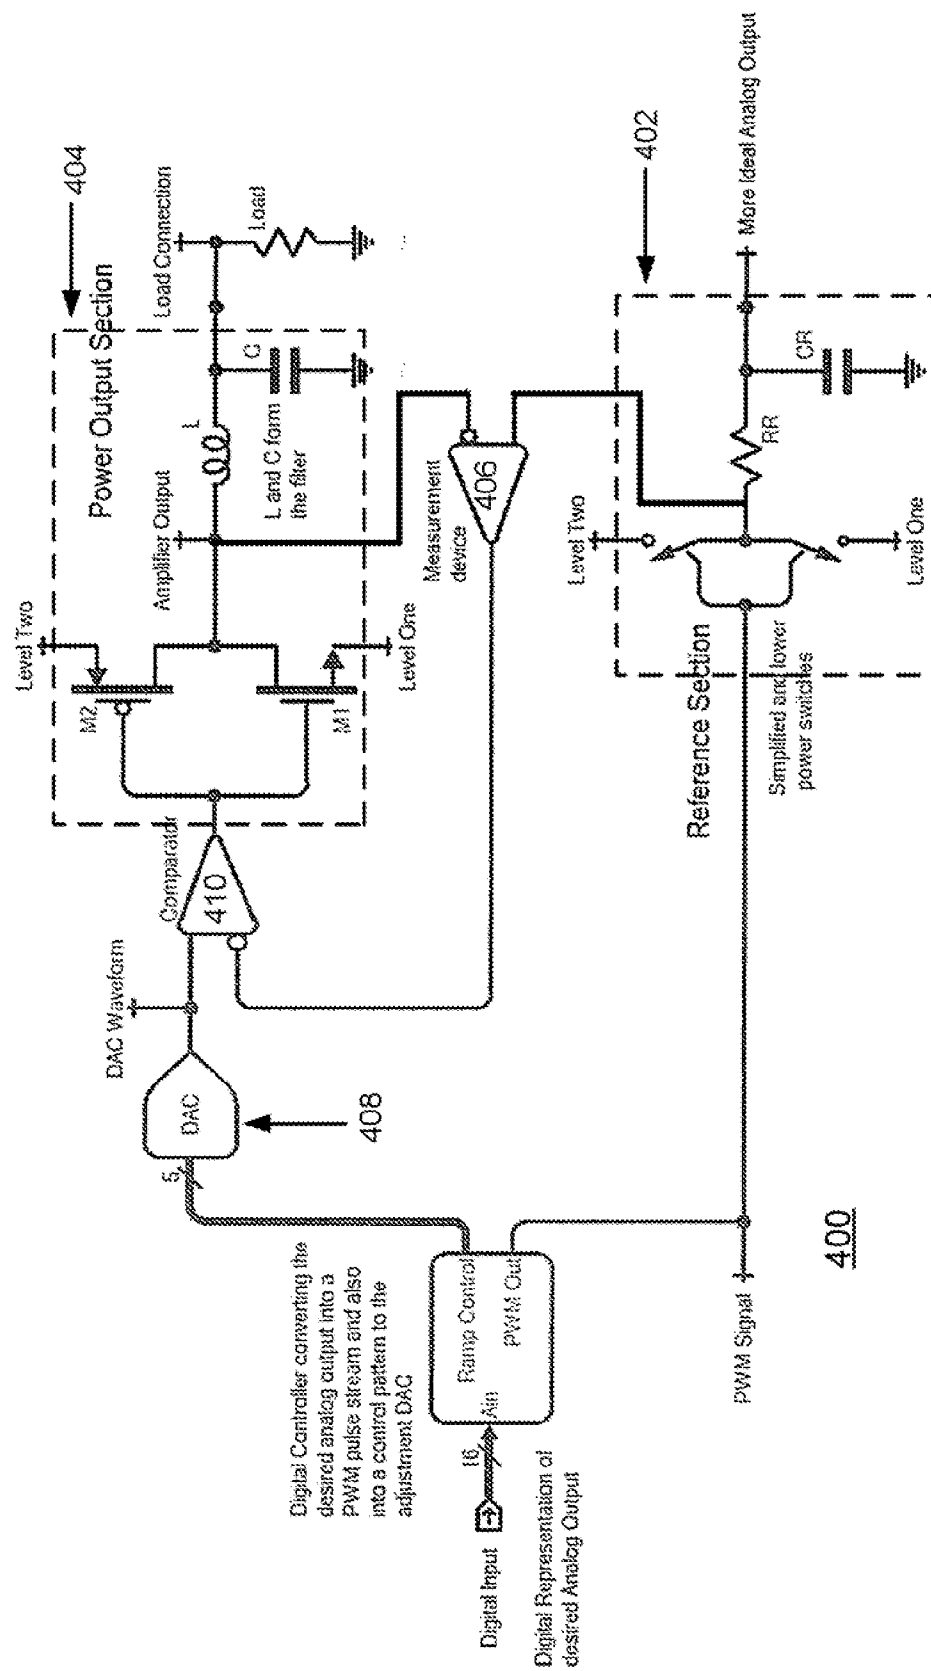 404
Load Connection
Load
Power Output Section
C
L
L and C form
the filter
Amplifier Output
Level Two
M2
M1
Level One
Comparator
410
DAC Waveform
DAC
408
5
Measurement
device
406
402
More Ideal Analog Output
CR
RR
Level Two
Level One
Reference Section
Simplified and lower
power switches
Digital Controller converting the
desired analog output into a
PWM pulse stream and also
into a control pattern to the
adjustment DAC
Ramp Control
PWM Out
Ain
16
Digital Input
Digital Representation of
desired Analog Output
PWM Signal
400